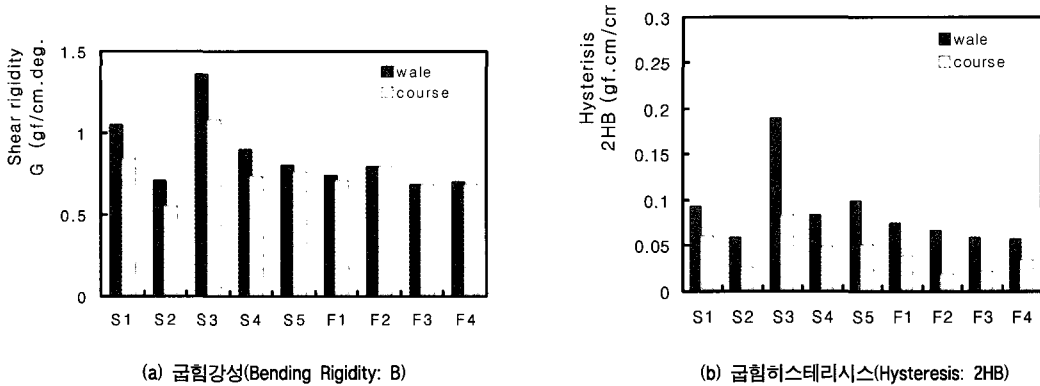 Shear rigidity
G (gf/cm.deg.
1.5
1
0.5
0
wale
course
S1 S2 S3 S4 S5 F1 F2 F3 F4
(a) 굽힘강성(Bending Rigidity: B)
Hysterisis
2HB (gf.cm/cm
0.3
0.25
0.2
0.15
0.1
0.05
0
wale
course
S1 S2 S3 S4 S5 F1 F2 F3 F4
(b) 굽힘히스테리시스(Hysteresis: 2HB)